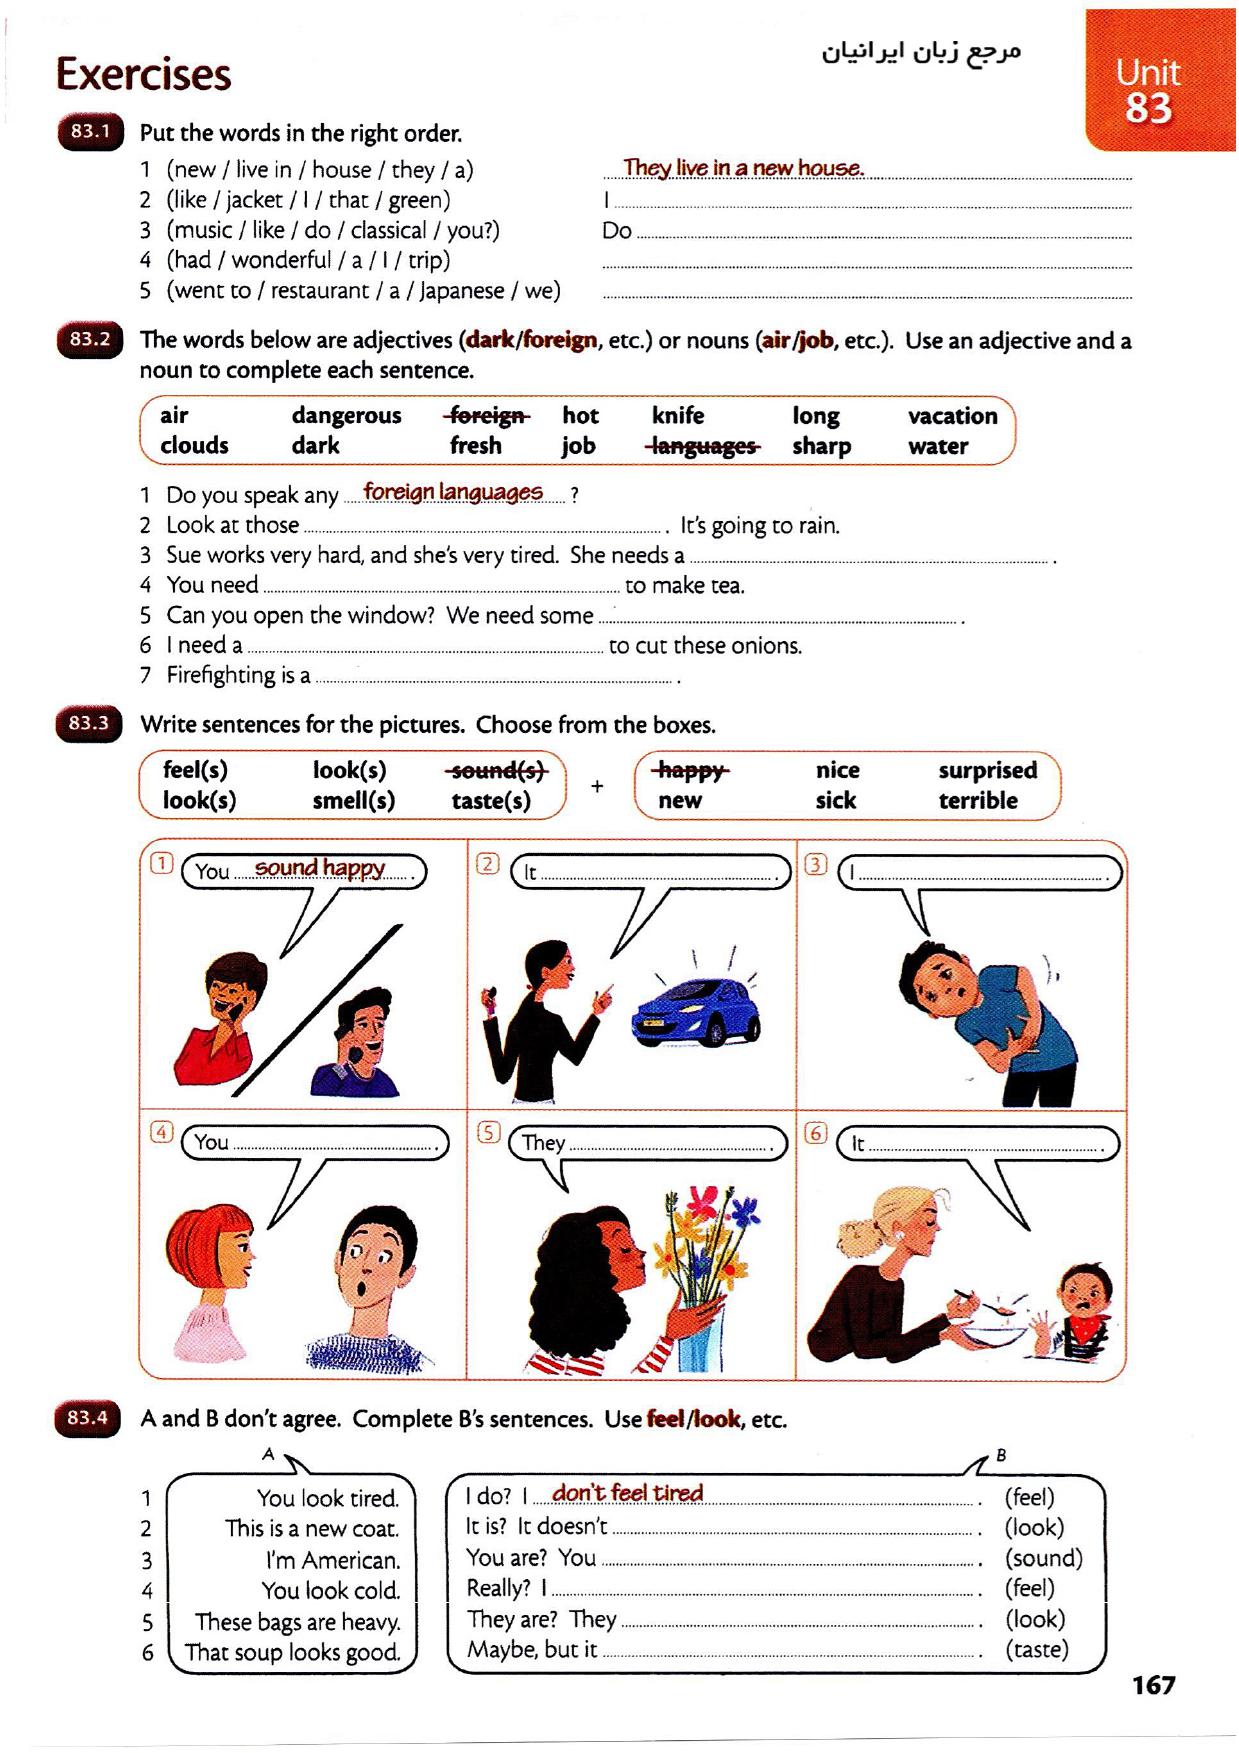 مرجع زبان ایرانیان
Unit
83
Exercises
83.1 Put the words in the right order.
1 (new / live in / house / they / a) They live in a new house.
2 (like / jacket / I / that / green) I
3 (music / like / do / classical / you?) Do
4 (had / wonderful / a / I / trip)
5 (went to / restaurant / a / Japanese / we)
83.2 The words below are adjectives (dark/foreign, etc.) or nouns (air/job, etc.). Use an adjective and a
noun to complete each sentence.
air dangerous foreign hot knife long vacation
clouds dark fresh job languages sharp water
1 Do you speak any foreign languages ?
2 Look at those . It's going to rain.
3 Sue works very hard, and she's very tired. She needs a .
4 You need to make tea.
5 Can you open the window? We need some .
6 I need a to cut these onions.
7 Firefighting is a .
83.3 Write sentences for the pictures. Choose from the boxes.
feel(s) look(s) sound(s) + happy nice surprised
look(s) smell(s) taste(s) new sick terrible
1 You sound happy .
2 It .
3 I .
4 You .
5 They .
6 It .
83.4 A and B don't agree. Complete B's sentences. Use feel/look, etc.
A B
1 You look tired. I do? I don't feel tired . (feel)
2 This is a new coat. It is? It doesn't . (look)
3 I'm American. You are? You . (sound)
4 You look cold. Really? I . (feel)
5 These bags are heavy. They are? They . (look)
6 That soup looks good. Maybe, but it . (taste)
167